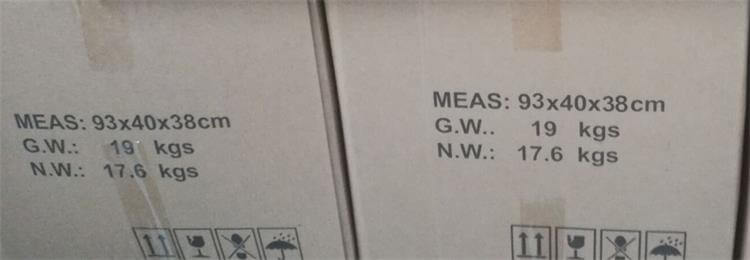 MEAS: 93x40x38cm
G.W.: 19 kgs
N.W.: 17.6 kgs
MEAS: 93x40x38cm
G.W.. 19 kgs
N.W.: 17.6 kgs